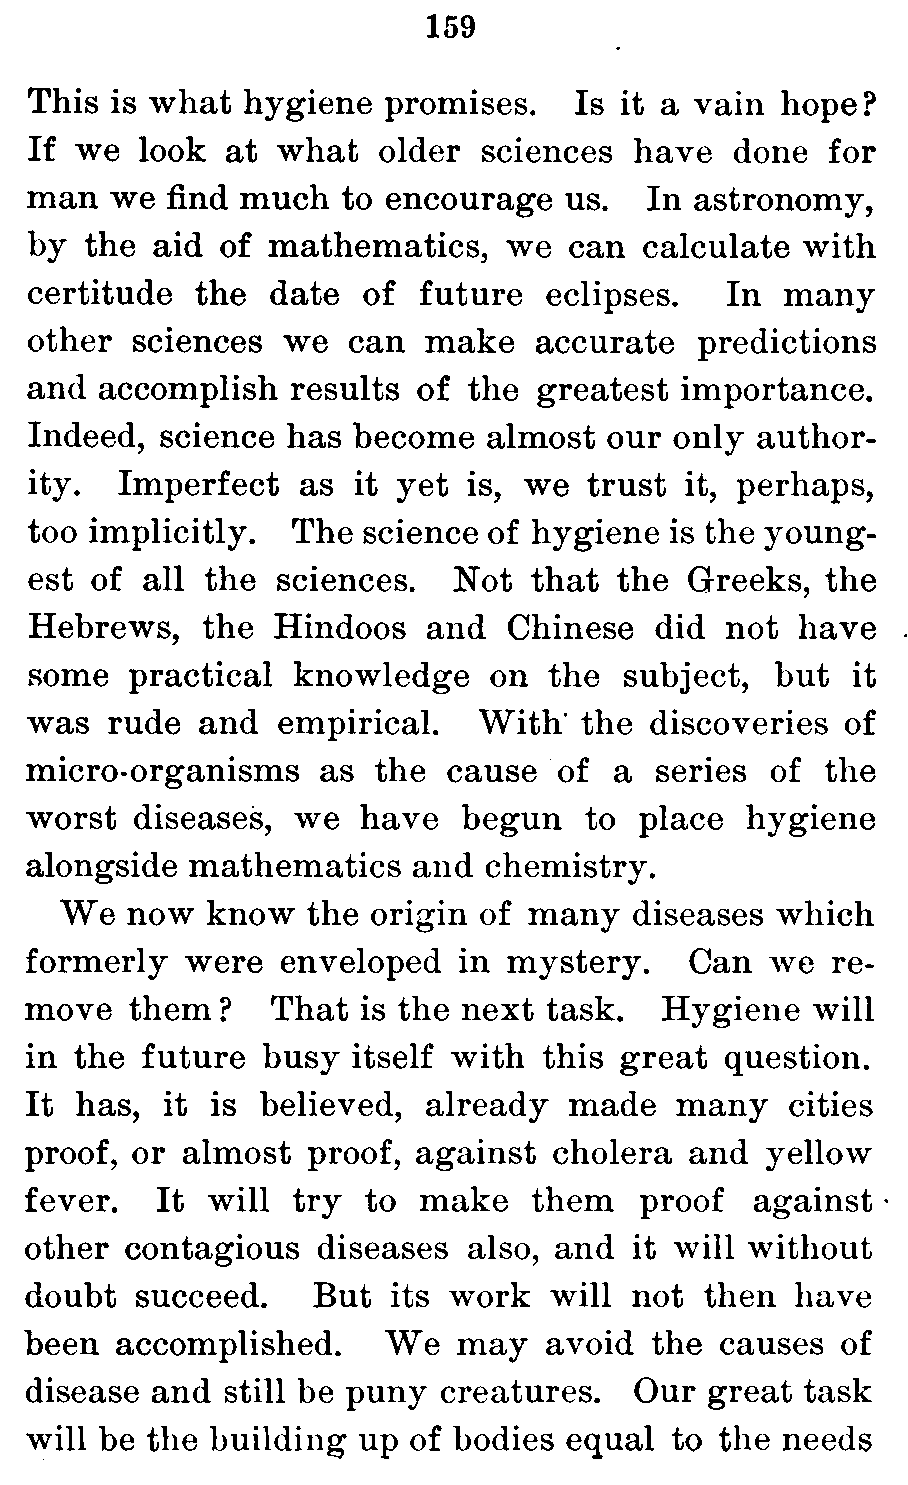 159
This is what hygiene promises. Is it a vain hope?
If we look at what older sciences have done for
man we find much to encourage us. In astronomy,
by the aid of mathematics, we can calculate with
certitude the date of future eclipses. In many
other sciences we can make accurate predictions
and accomplish results of the greatest importance.
Indeed, science has become almost our only author-
ity. Imperfect as it yet is, we trust it, perhaps,
too implicitly. The science of hygiene is the young-
est of all the sciences. Not that the Greeks, the
Hebrews, the Hindoos and Chinese did not have
some practical knowledge on the subject, but it
was rude and empirical. With the discoveries of
micro-organisms as the cause of a series of the
worst diseases, we have begun to place hygiene
alongside mathematics and chemistry.
We now know the origin of many diseases which
formerly were enveloped in mystery. Can we re-
move them? That is the next task. Hygiene will
in the future busy itself with this great question.
It has, it is believed, already made many cities
proof, or almost proof, against cholera and yellow
fever. It will try to make them proof against
other contagious diseases also, and it will without
doubt succeed. But its work will not then have
been accomplished. We may avoid the causes of
disease and still be puny creatures. Our great task
will be the building up of bodies equal to the needs